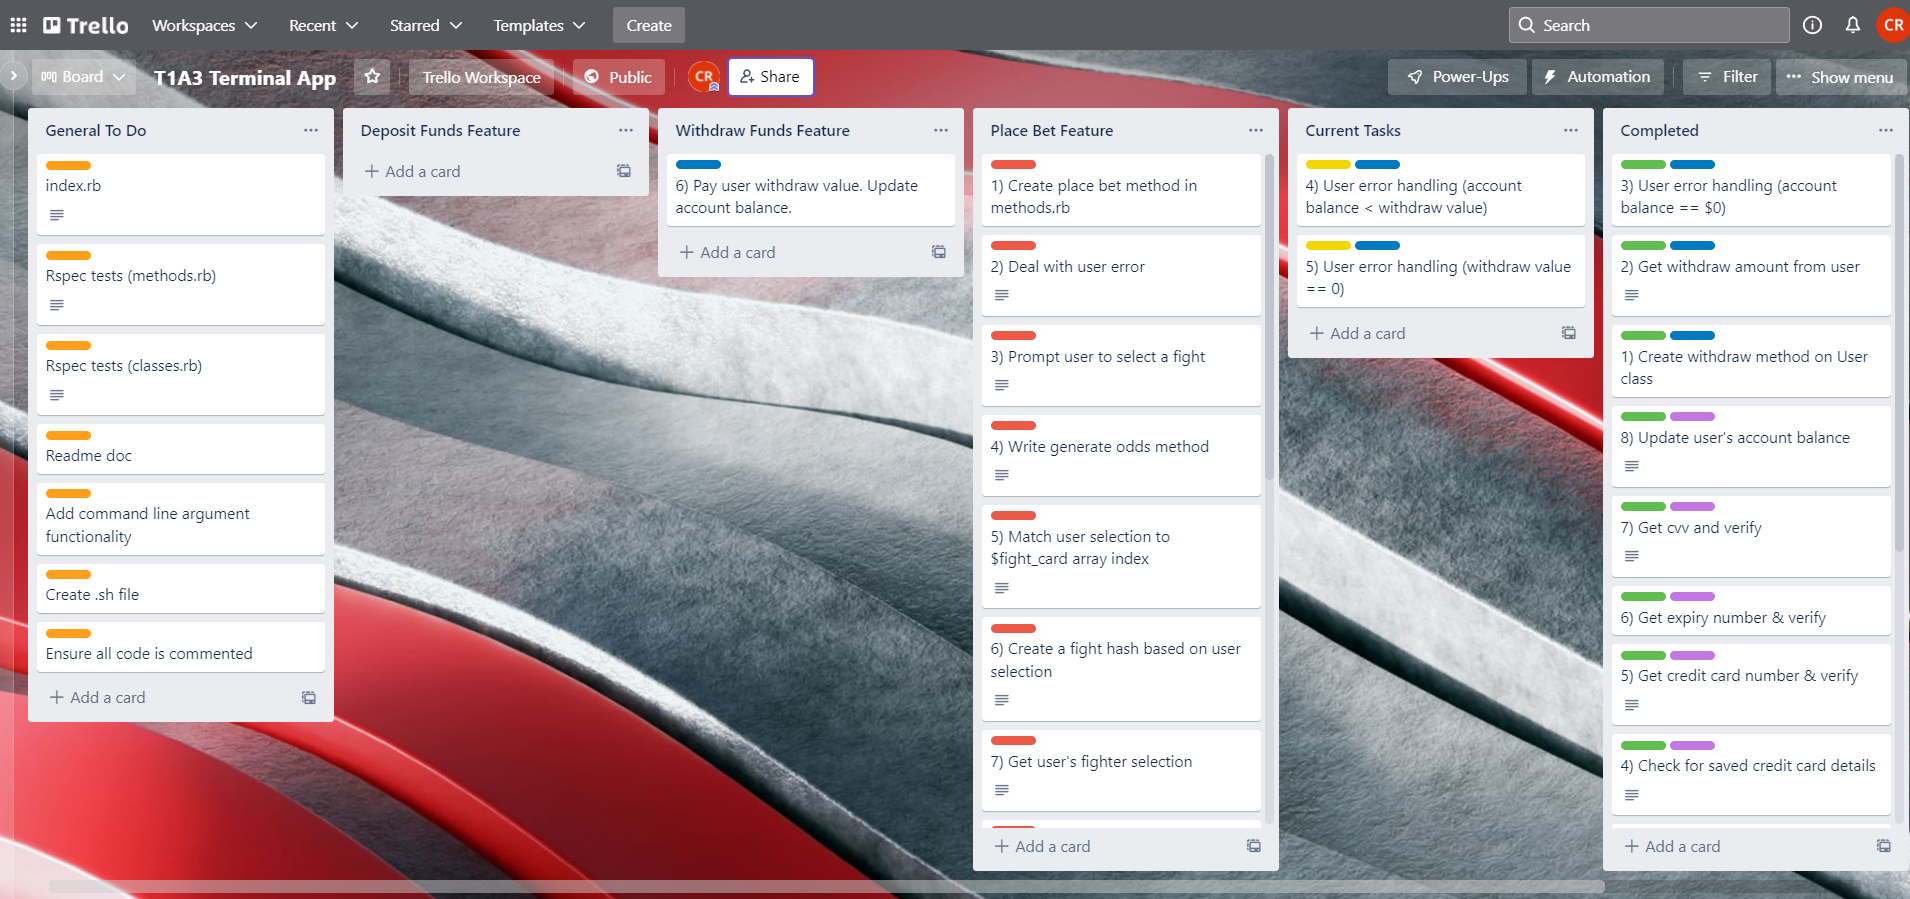 Trello
Workspaces
Recent
Starred
Templates
Create
Search
CR
Board
T1A3 Terminal App
Trello Workspace
Public
CR
Share
Power-Ups
Automation
Filter
Show menu
General To Do
index.rb
Rspec tests (methods.rb)
Rspec tests (classes.rb)
Readme doc
Add command line argument
functionality
Create .sh file
Ensure all code is commented
+ Add a card
Deposit Funds Feature
+ Add a card
Withdraw Funds Feature
6) Pay user withdraw value. Update
account balance.
+ Add a card
Place Bet Feature
1) Create place bet method in
methods.rb
2) Deal with user error
3) Prompt user to select a fight
4) Write generate odds method
5) Match user selection to
$fight_card array index
6) Create a fight hash based on user
selection
7) Get user's fighter selection
+ Add a card
Current Tasks
4) User error handling (account
balance < withdraw value)
5) User error handling (withdraw value
== 0)
+ Add a card
Completed
3) User error handling (account
balance == $0)
2) Get withdraw amount from user
1) Create withdraw method on User
class
8) Update user's account balance
7) Get cvv and verify
6) Get expiry number & verify
5) Get credit card number & verify
4) Check for saved credit card details
+ Add a card